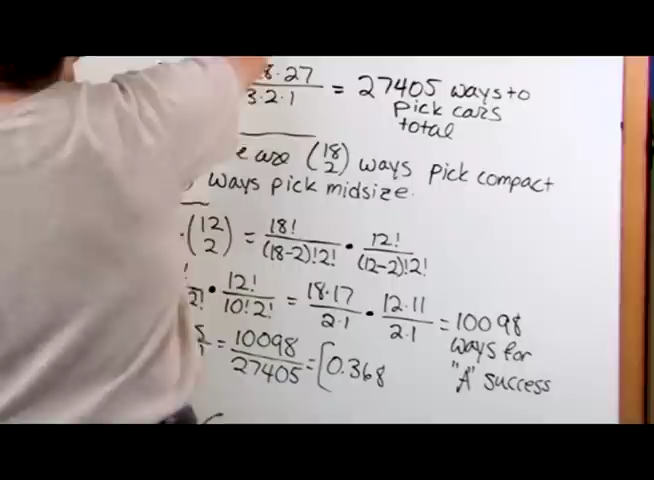 8·27 / 3·2·1 = 27405 ways to
pick cars
total
e are (18 2) ways pick compact
ways pick midsize.
·(12 2) = 18! / (18-2)!2! • 12! / (12-2)!2!
! / 2! • 12! / 10!2! = 18·17 / 2·1 • 12·11 / 2·1 = 10098
ways for
"A" success
= 10098 / 27405 = 0.368